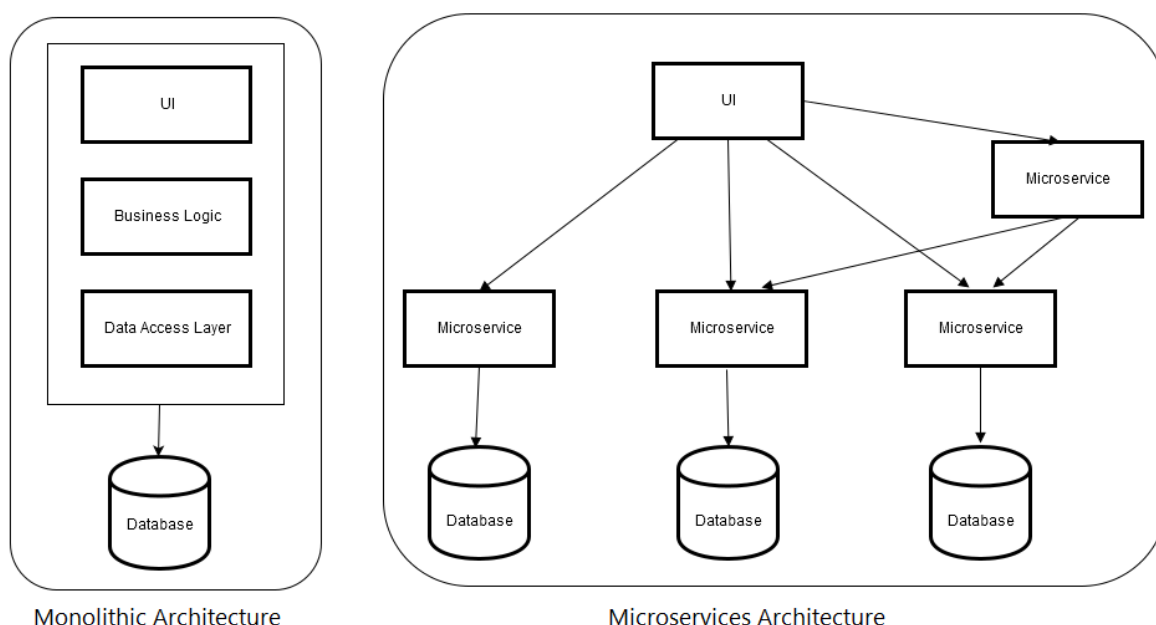 UI
Business Logic
Data Access Layer
Database
Monolithic Architecture
UI
Microservice
Microservice
Microservice
Microservice
Database
Database
Database
Microservices Architecture